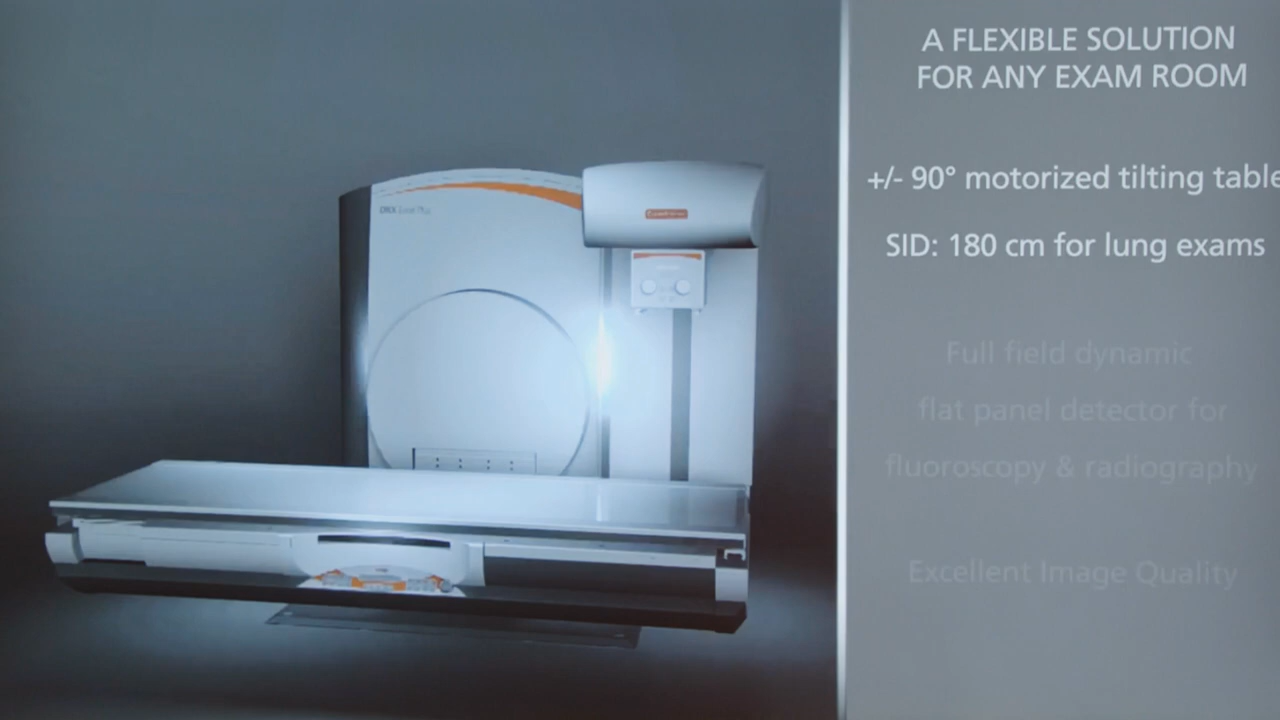 A FLEXIBLE SOLUTION
FOR ANY EXAM ROOM
+/- 90° motorized tilting table
SID: 180 cm for lung exams
Full field dynamic
flat panel detector for
fluoroscopy & radiography
Excellent Image Quality
DRX